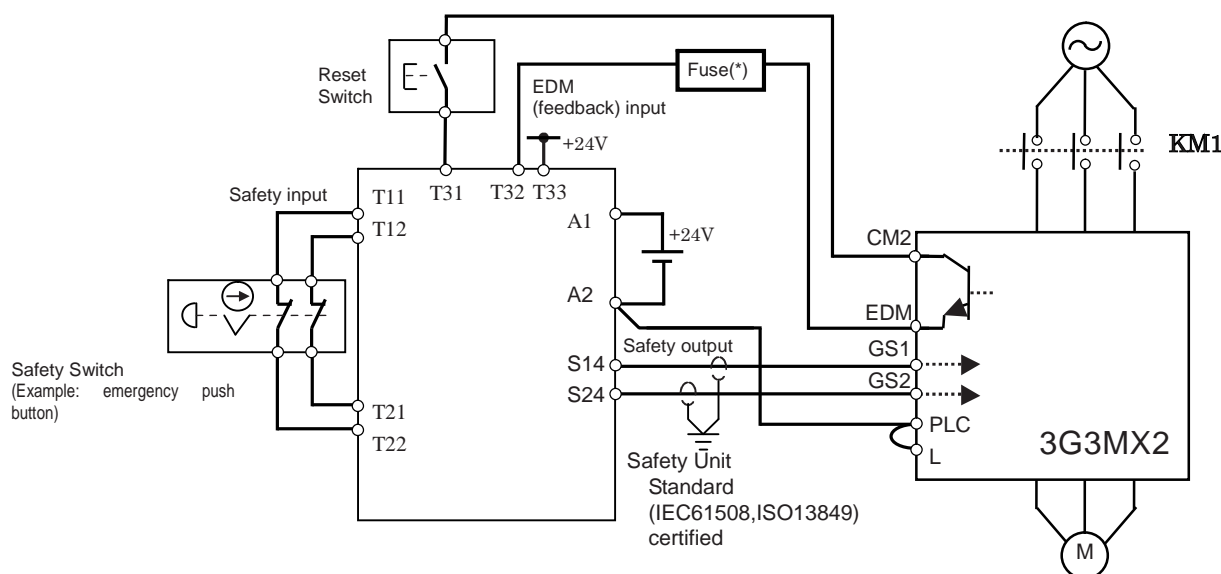 Reset
Switch
EDM
(feedback) input
Fuse(*)
+24V
KM1
Safety input
T11
T12
T31
T32
T33
A1
+24V
A2
CM2
EDM
Safety output
S14
GS1
S24
GS2
PLC
L
3G3MX2
Safety Switch
(Example: emergency push
button)
T21
T22
Safety Unit
Standard
(IEC61508,ISO13849)
certified
M